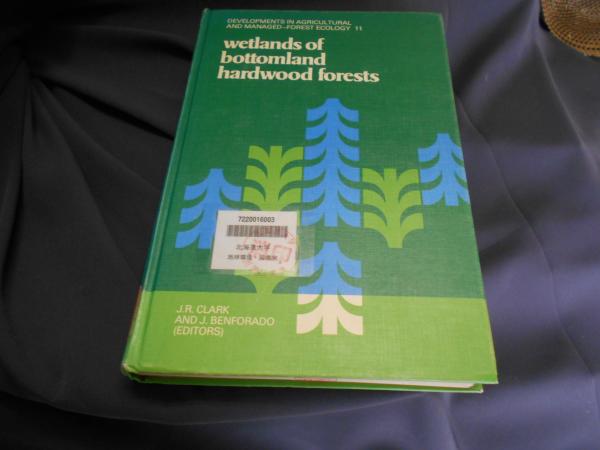 DEVELOPMENTS IN AGRICULTURAL
AND MANAGED-FOREST ECOLOGY 11
wetlands of
bottomland
hardwood forests
7220016003
北海道大学
J.R. CLARK
AND J. BENFORADO
(EDITORS)